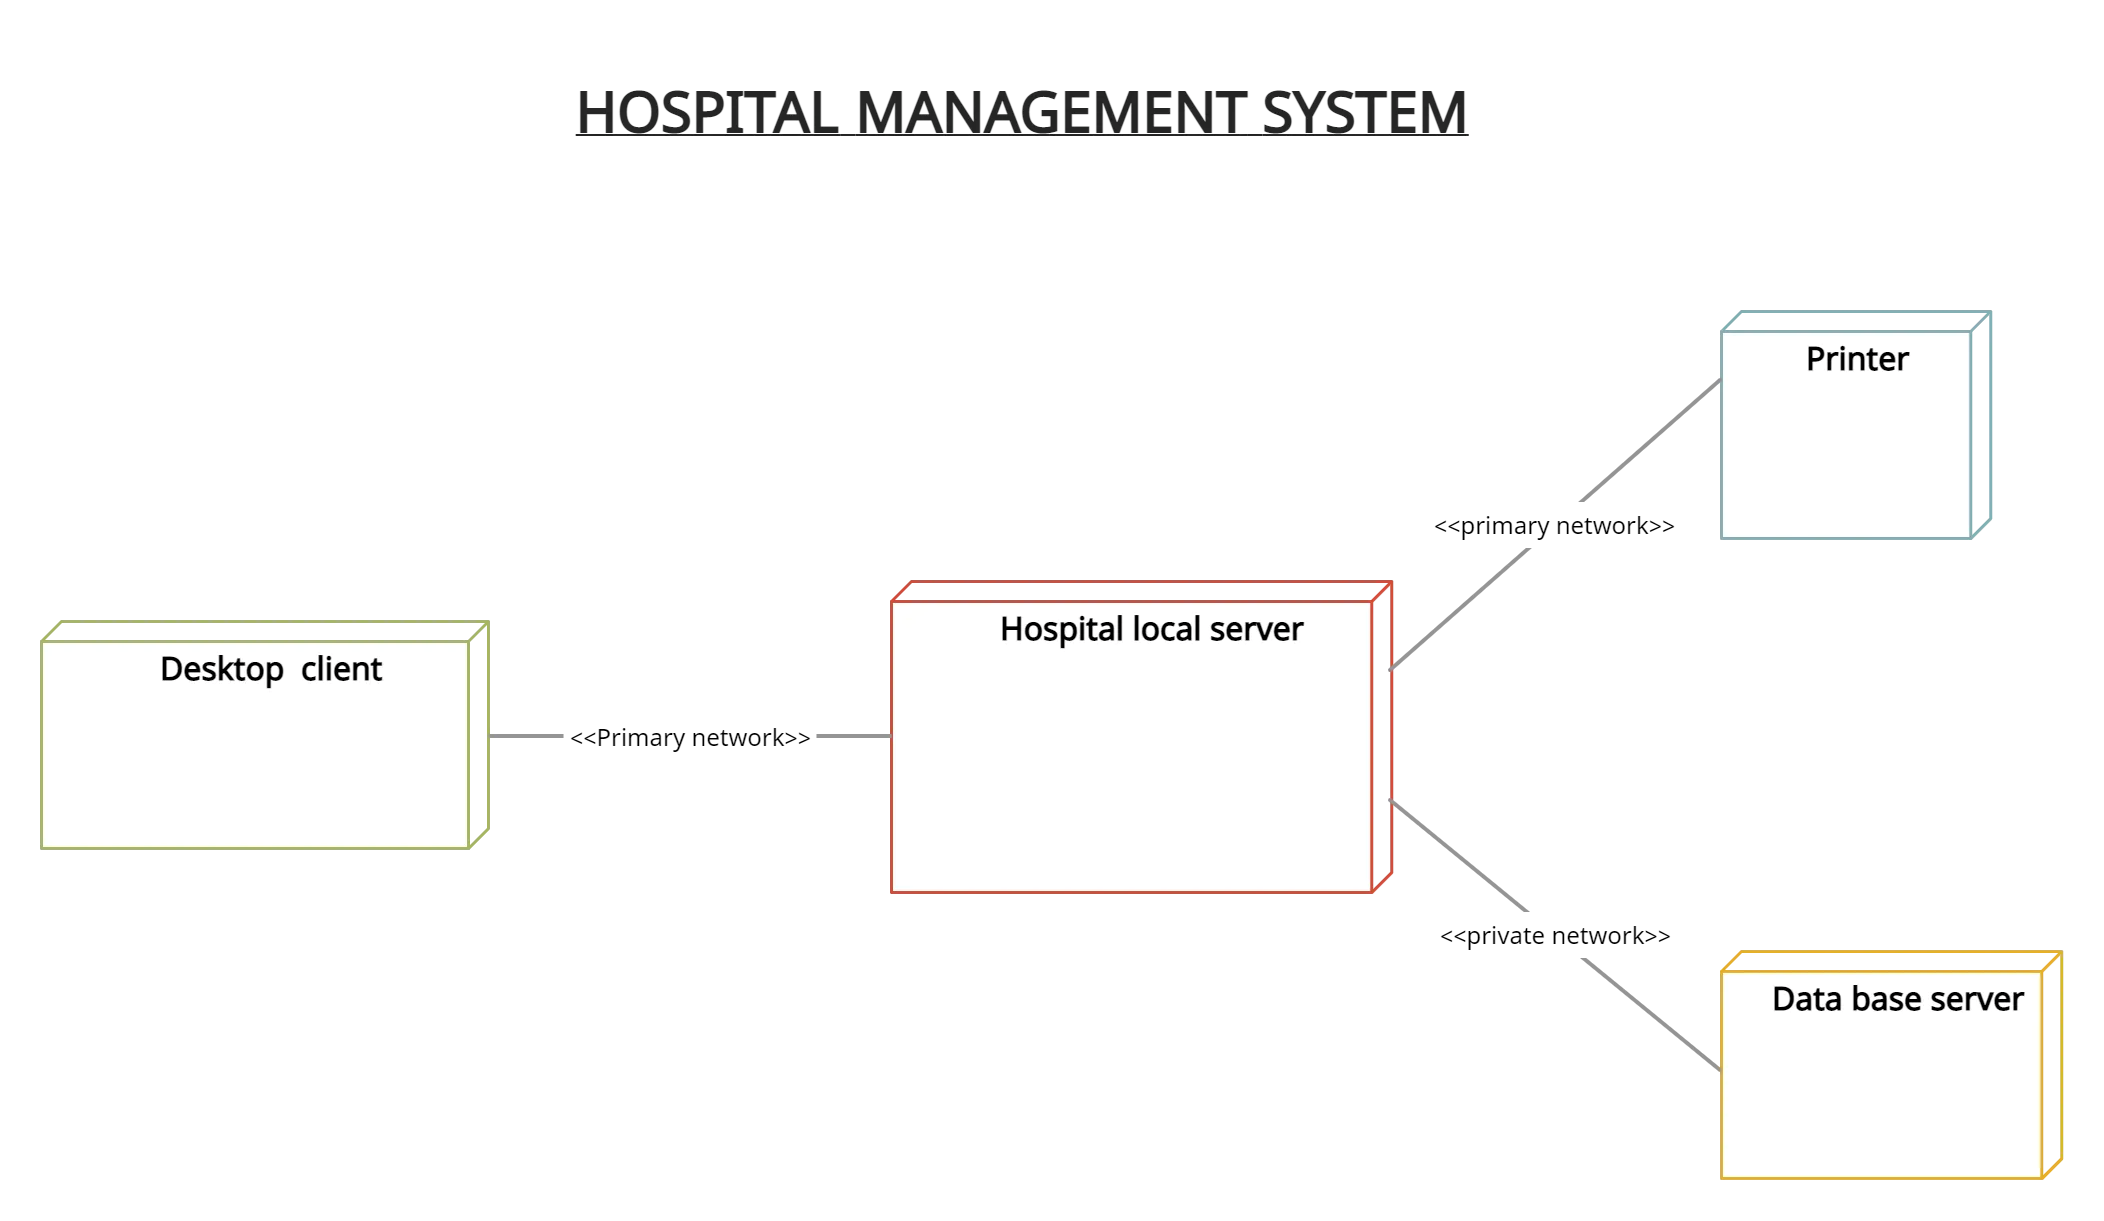 HOSPITAL MANAGEMENT SYSTEM
Printer
<<primary network>>
Hospital local server
Desktop  client
<<Primary network>>
<<private network>>
Data base server